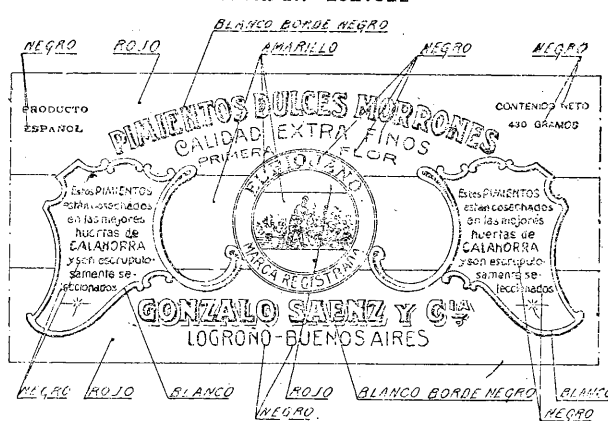 BLANCO BORDE NEGRO
NEGRO ROJO AMARILLO NEGRO NEGRO
PRODUCTO
ESPAÑOL
PIMIENTOS DULCES MORRONES
CALIDAD EXTRA FINOS
PRIMERA FLOR
CONTENIDO NETO
430 GRAMOS
Estos PIMIENTOS
están cosechados
en las mejores
huertas de
CALAHORRA
y son escrupulo-
samente se-
leccionados
EL RIOJANO
MARCA REGISTRADA
Estos PIMIENTOS
están cosechados
en las mejores
huertas de
CALAHORRA
y son escrupulo-
samente se-
leccionados
GONZALO SAENZ Y Cía
LOGROÑO-BUENOS AIRES
NEGRO ROJO BLANCO ROJO BLANCO BORDE NEGRO BLANCO
NEGRO NEGRO